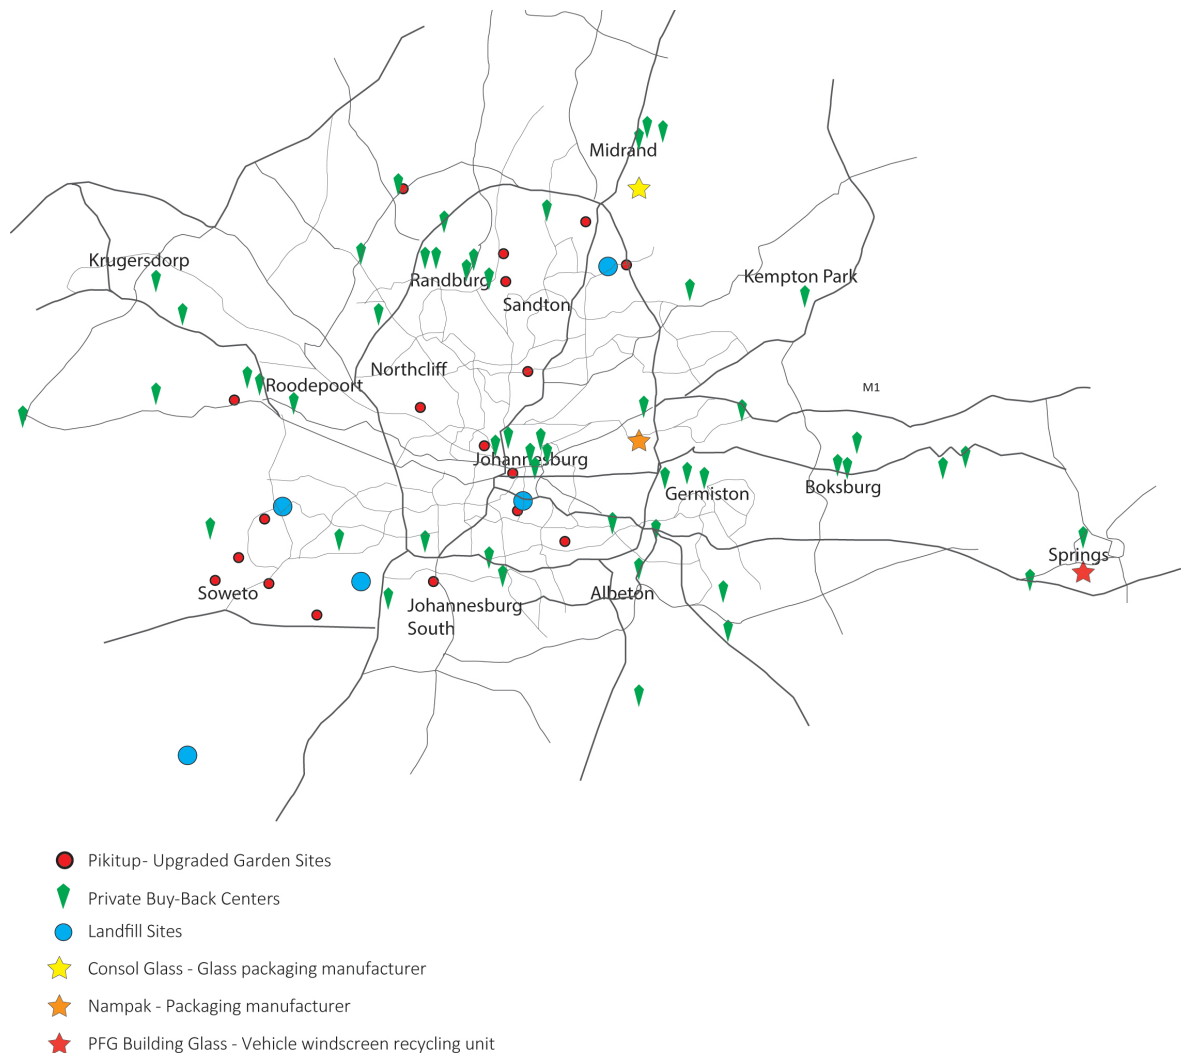 Midrand
Krugersdorp
Kempton Park
Randburg
Sandton
Northcliff
Roodepoort
M1
Johannesburg
Germiston
Boksburg
Springs
Soweto
Albeton
Johannesburg
South
Pikitup- Upgraded Garden Sites
Private Buy-Back Centers
Landfill Sites
Consol Glass - Glass packaging manufacturer
Nampak - Packaging manufacturer
PFG Building Glass - Vehicle windscreen recycling unit